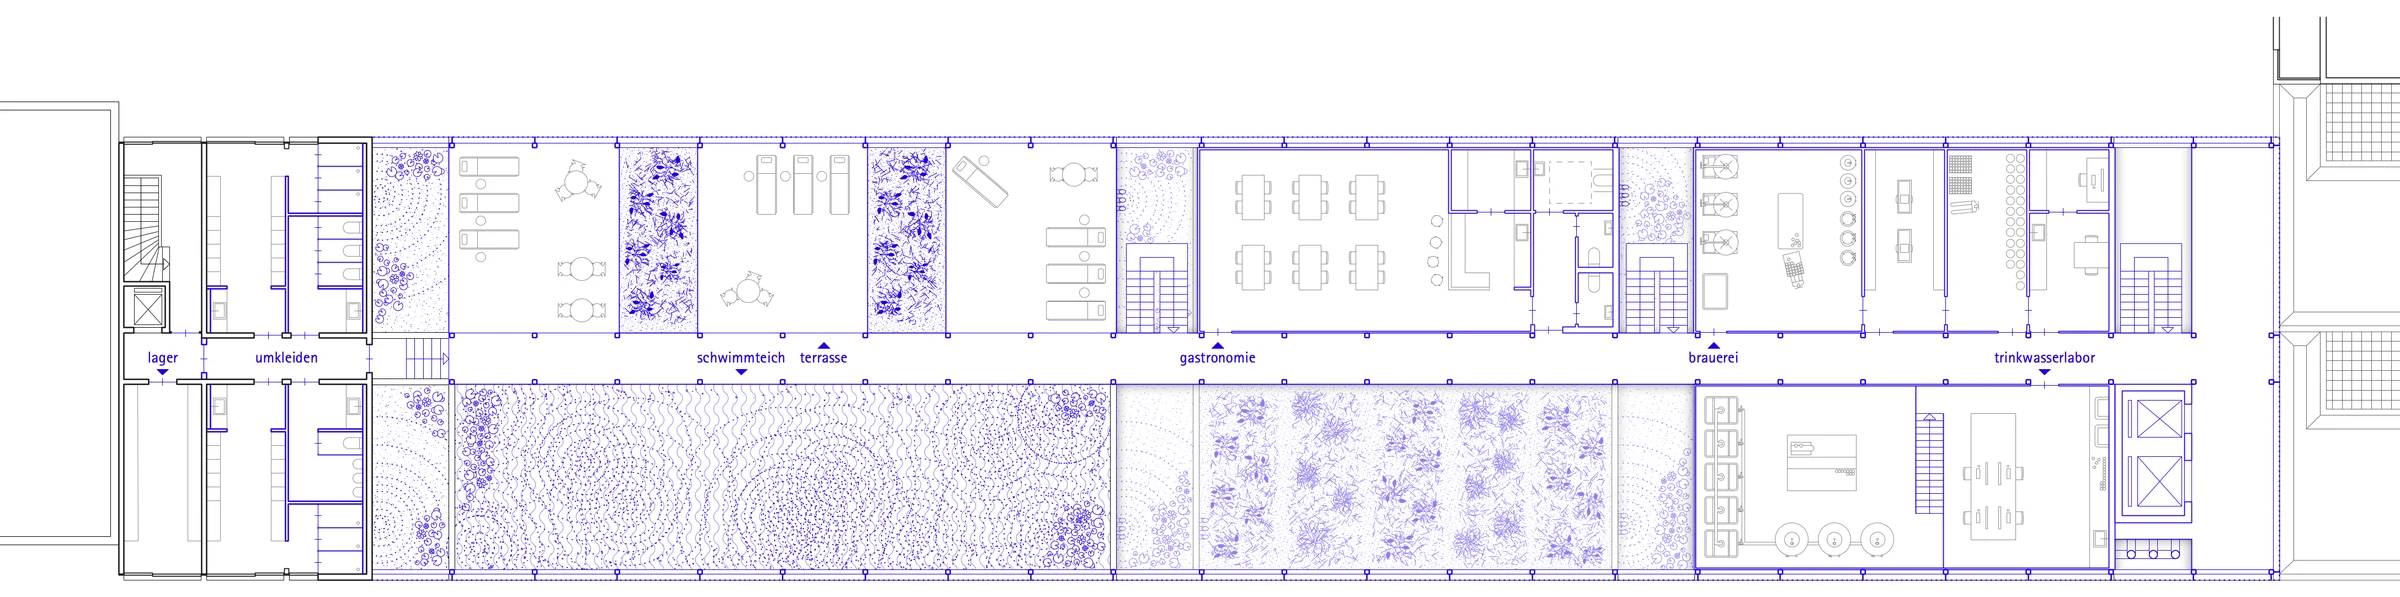 lager
umkleiden
schwimmteich
terrasse
gastronomie
brauerei
trinkwasserlabor